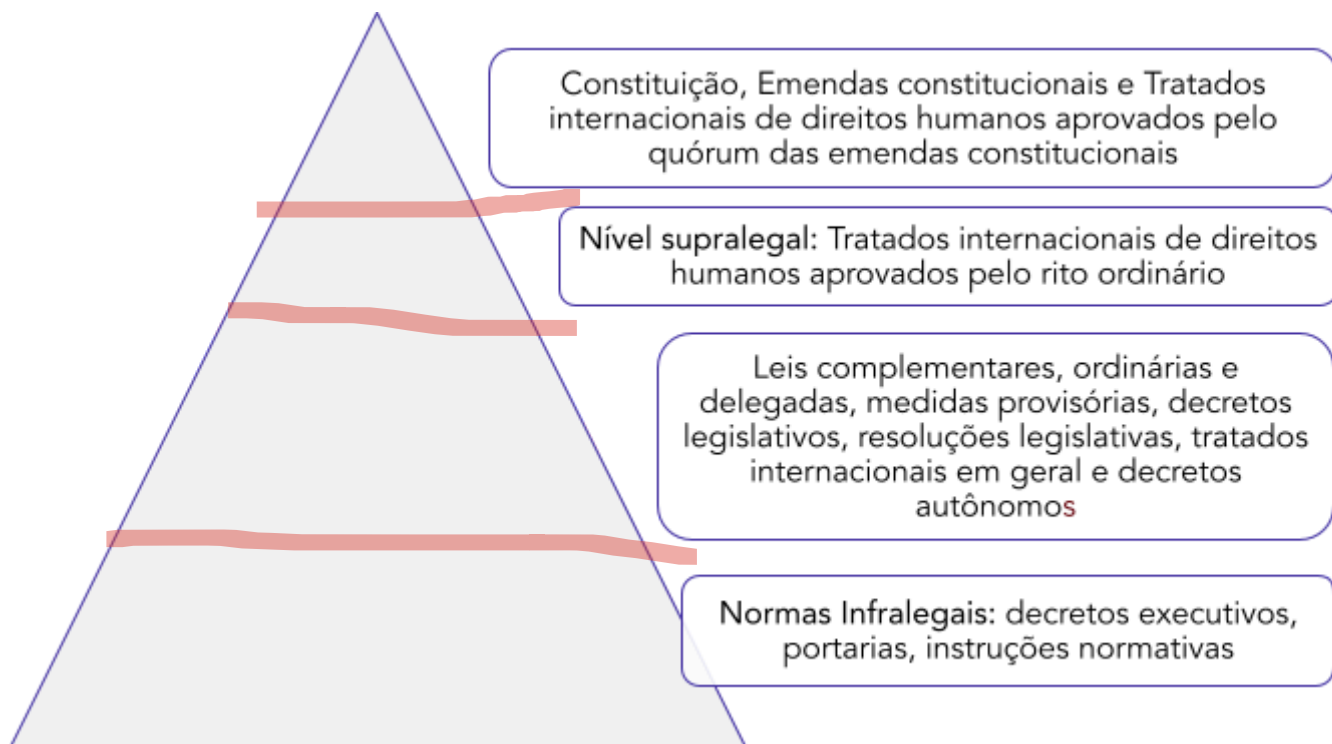 Constituição, Emendas constitucionais e Tratados
internacionais de direitos humanos aprovados pelo
quórum das emendas constitucionais
Nível supralegal: Tratados internacionais de direitos
humanos aprovados pelo rito ordinário
Leis complementares, ordinárias e
delegadas, medidas provisórias, decretos
legislativos, resoluções legislativas, tratados
internacionais em geral e decretos
autônomos
Normas Infralegais: decretos executivos,
portarias, instruções normativas